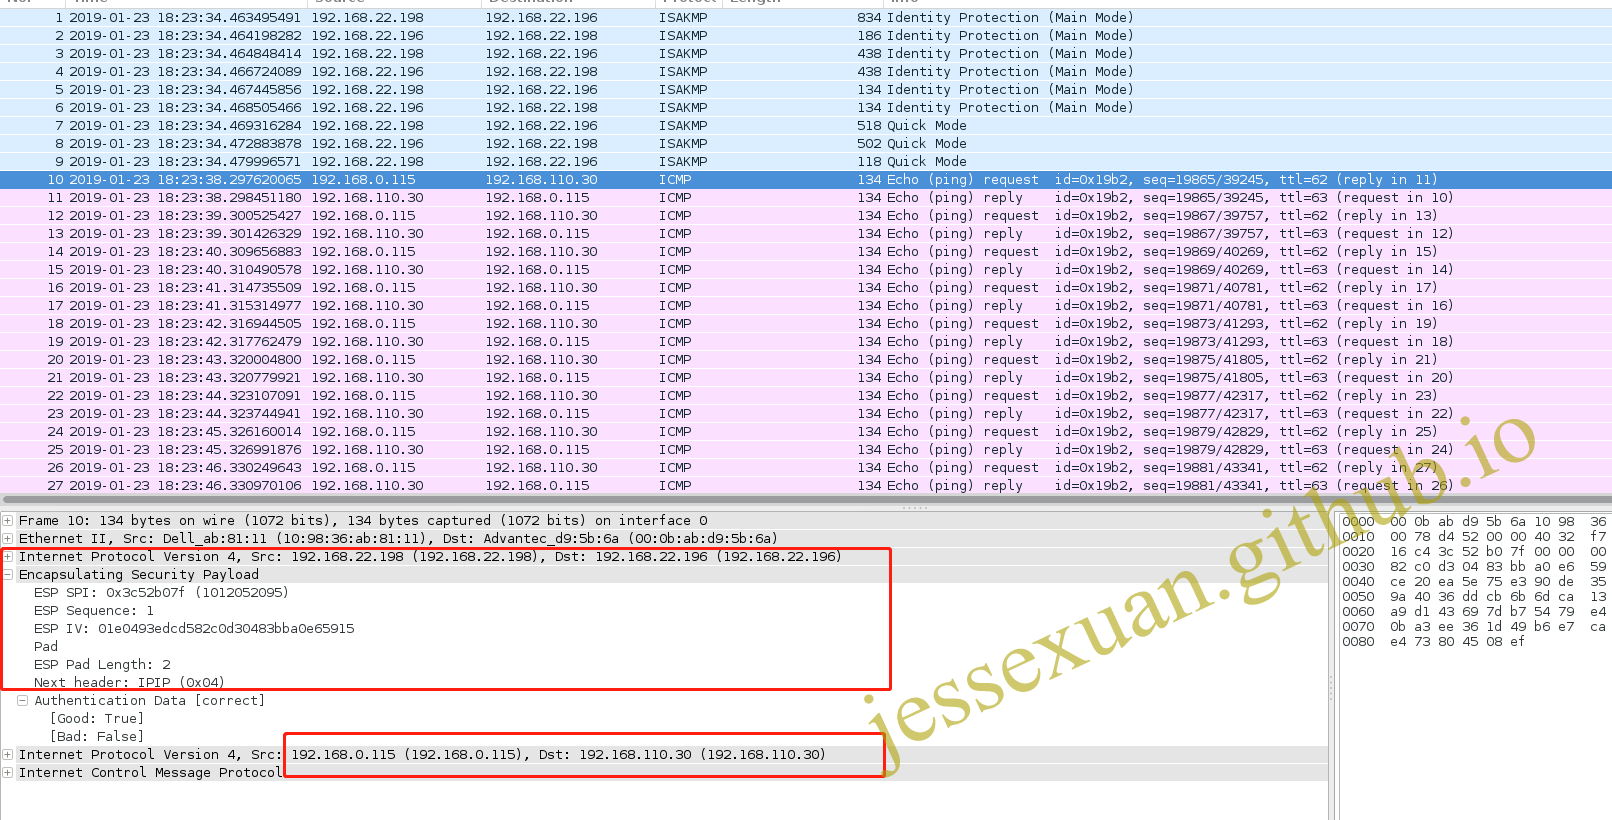 No. Time Source Destination Protocol Length Info
1 2019-01-23 18:23:34.463495491 192.168.22.198 192.168.22.196 ISAKMP 834 Identity Protection (Main Mode)
2 2019-01-23 18:23:34.464198282 192.168.22.196 192.168.22.198 ISAKMP 186 Identity Protection (Main Mode)
3 2019-01-23 18:23:34.464848414 192.168.22.198 192.168.22.196 ISAKMP 438 Identity Protection (Main Mode)
4 2019-01-23 18:23:34.466724089 192.168.22.196 192.168.22.198 ISAKMP 438 Identity Protection (Main Mode)
5 2019-01-23 18:23:34.467445856 192.168.22.198 192.168.22.196 ISAKMP 134 Identity Protection (Main Mode)
6 2019-01-23 18:23:34.468505466 192.168.22.196 192.168.22.198 ISAKMP 134 Identity Protection (Main Mode)
7 2019-01-23 18:23:34.469316284 192.168.22.198 192.168.22.196 ISAKMP 518 Quick Mode
8 2019-01-23 18:23:34.472883878 192.168.22.196 192.168.22.198 ISAKMP 502 Quick Mode
9 2019-01-23 18:23:34.479996571 192.168.22.198 192.168.22.196 ISAKMP 118 Quick Mode
10 2019-01-23 18:23:38.297620065 192.168.0.115 192.168.110.30 ICMP 134 Echo (ping) request id=0x19b2, seq=19865/39245, ttl=62 (reply in 11)
11 2019-01-23 18:23:38.298451180 192.168.110.30 192.168.0.115 ICMP 134 Echo (ping) reply id=0x19b2, seq=19865/39245, ttl=63 (request in 10)
12 2019-01-23 18:23:39.300525427 192.168.0.115 192.168.110.30 ICMP 134 Echo (ping) request id=0x19b2, seq=19867/39757, ttl=62 (reply in 13)
13 2019-01-23 18:23:39.301426329 192.168.110.30 192.168.0.115 ICMP 134 Echo (ping) reply id=0x19b2, seq=19867/39757, ttl=63 (request in 12)
14 2019-01-23 18:23:40.309656883 192.168.0.115 192.168.110.30 ICMP 134 Echo (ping) request id=0x19b2, seq=19869/40269, ttl=62 (reply in 15)
15 2019-01-23 18:23:40.310490578 192.168.110.30 192.168.0.115 ICMP 134 Echo (ping) reply id=0x19b2, seq=19869/40269, ttl=63 (request in 14)
16 2019-01-23 18:23:41.314735509 192.168.0.115 192.168.110.30 ICMP 134 Echo (ping) request id=0x19b2, seq=19871/40781, ttl=62 (reply in 17)
17 2019-01-23 18:23:41.315314977 192.168.110.30 192.168.0.115 ICMP 134 Echo (ping) reply id=0x19b2, seq=19871/40781, ttl=63 (request in 16)
18 2019-01-23 18:23:42.316944505 192.168.0.115 192.168.110.30 ICMP 134 Echo (ping) request id=0x19b2, seq=19873/41293, ttl=62 (reply in 19)
19 2019-01-23 18:23:42.317762479 192.168.110.30 192.168.0.115 ICMP 134 Echo (ping) reply id=0x19b2, seq=19873/41293, ttl=63 (request in 18)
20 2019-01-23 18:23:43.320004800 192.168.0.115 192.168.110.30 ICMP 134 Echo (ping) request id=0x19b2, seq=19875/41805, ttl=62 (reply in 21)
21 2019-01-23 18:23:43.320779921 192.168.110.30 192.168.0.115 ICMP 134 Echo (ping) reply id=0x19b2, seq=19875/41805, ttl=63 (request in 20)
22 2019-01-23 18:23:44.323107091 192.168.0.115 192.168.110.30 ICMP 134 Echo (ping) request id=0x19b2, seq=19877/42317, ttl=62 (reply in 23)
23 2019-01-23 18:23:44.323744941 192.168.110.30 192.168.0.115 ICMP 134 Echo (ping) reply id=0x19b2, seq=19877/42317, ttl=63 (request in 22)
24 2019-01-23 18:23:45.326160014 192.168.0.115 192.168.110.30 ICMP 134 Echo (ping) request id=0x19b2, seq=19879/42829, ttl=62 (reply in 25)
25 2019-01-23 18:23:45.326991876 192.168.110.30 192.168.0.115 ICMP 134 Echo (ping) reply id=0x19b2, seq=19879/42829, ttl=63 (request in 24)
26 2019-01-23 18:23:46.330249643 192.168.0.115 192.168.110.30 ICMP 134 Echo (ping) request id=0x19b2, seq=19881/43341, ttl=62 (reply in 27)
27 2019-01-23 18:23:46.330970106 192.168.110.30 192.168.0.115 ICMP 134 Echo (ping) reply id=0x19b2, seq=19881/43341, ttl=63 (request in 26)
Frame 10: 134 bytes on wire (1072 bits), 134 bytes captured (1072 bits) on interface 0
Ethernet II, Src: Dell_ab:81:11 (10:98:36:ab:81:11), Dst: Advantec_d9:5b:6a (00:0b:ab:d9:5b:6a)
Internet Protocol Version 4, Src: 192.168.22.198 (192.168.22.198), Dst: 192.168.22.196 (192.168.22.196)
Encapsulating Security Payload
ESP SPI: 0x3c52b07f (1012052095)
ESP Sequence: 1
ESP IV: 01e0493edcd582c0d30483bba0e65915
Pad
ESP Pad Length: 2
Next header: IPIP (0x04)
Authentication Data [correct]
[Good: True]
[Bad: False]
Internet Protocol Version 4, Src: 192.168.0.115 (192.168.0.115), Dst: 192.168.110.30 (192.168.110.30)
Internet Control Message Protocol
0000 00 0b ab d9 5b 6a 10 98 36
0010 00 78 d4 52 00 00 40 32 f7
0020 16 c4 3c 52 b0 7f 00 00 00
0030 82 c0 d3 04 83 bb a0 e6 59
0040 ce 20 ea 5e 75 e3 90 de 35
0050 9a 40 36 dd cb 6b 6d ca 13
0060 a9 d1 43 69 7d b7 54 79 e4
0070 0b a3 ee 36 1d 49 b6 e7 ca
0080 e4 73 80 45 08 ef
jessexuan.github.io